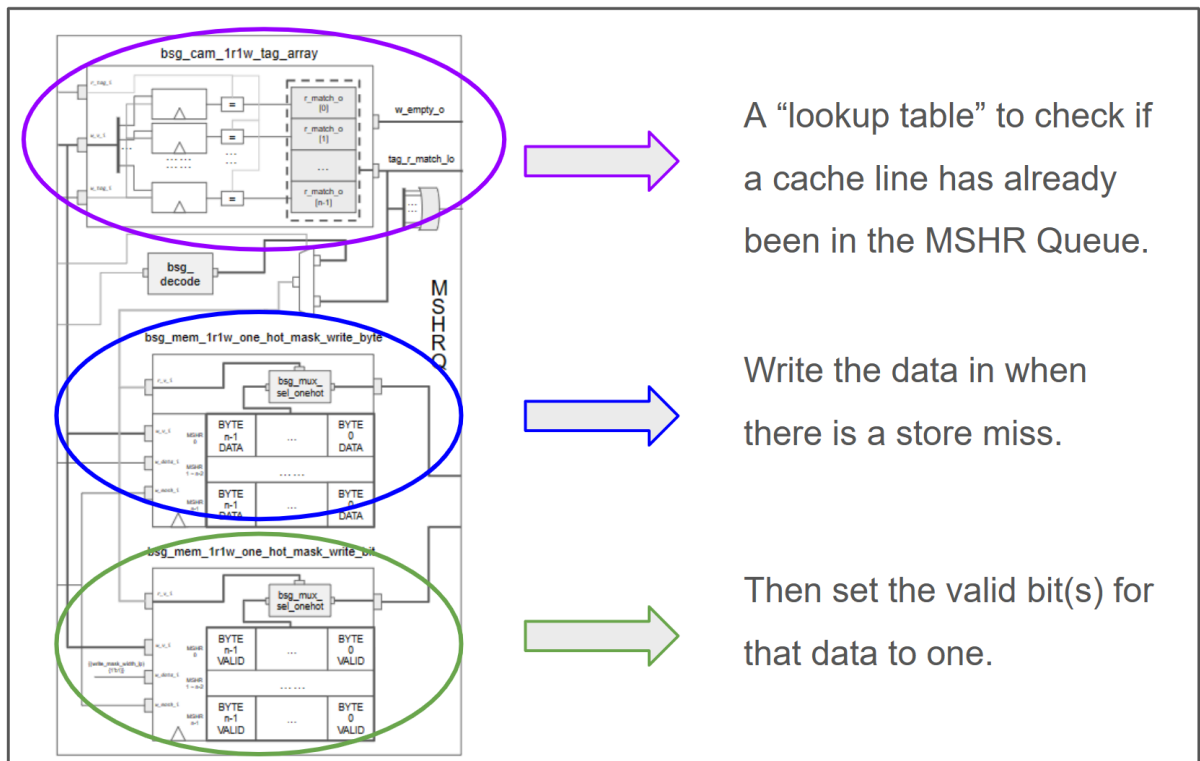 bsg_cam_1r1w_tag_array
r_tag_i
w_v_i
w_tag_i
=
=
=
... ...
... ...
... ...
r_match_o
[0]
r_match_o
[1]
...
r_match_o
[n-1]
w_empty_o
tag_r_match_lo
bsg_
decode
MSHRQ
bsg_mem_1r1w_one_hot_mask_write_byte
r_v_i
bsg_mux_
sel_onehot
w_v_i
w_data_i
w_mask_i
MSHR
0
MSHR
1 ~ n-2
MSHR
n-1
BYTE
n-1
DATA
...
BYTE
0
DATA
... ...
BYTE
n-1
DATA
...
BYTE
0
DATA
bsg_mem_1r1w_one_hot_mask_write_bit
r_v_i
bsg_mux_
sel_onehot
w_v_i
w_data_i
w_mask_i
MSHR
0
MSHR
1 ~ n-2
MSHR
n-1
BYTE
n-1
VALID
...
BYTE
0
VALID
... ...
BYTE
n-1
VALID
...
BYTE
0
VALID
A “lookup table” to check if
a cache line has already
been in the MSHR Queue.
Write the data in when
there is a store miss.
Then set the valid bit(s) for
that data to one.